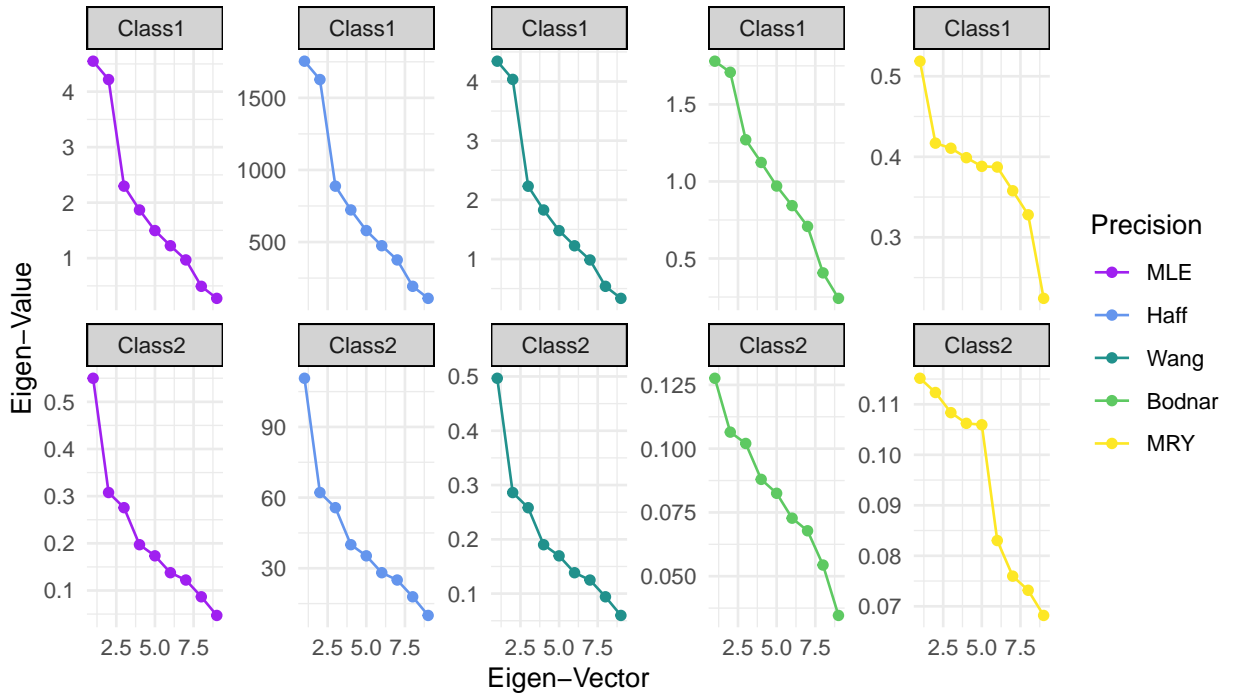 Class1 Class1 Class1 Class1 Class1
4 3 2 1
1500 1000 500
4 3 2 1
1.5 1.0 0.5
0.5 0.4 0.3
Eigen−Value
Class2 Class2 Class2 Class2 Class2
0.5 0.4 0.3 0.2 0.1
90 60 30
0.5 0.4 0.3 0.2 0.1
0.125 0.100 0.075 0.050
0.11 0.10 0.09 0.08 0.07
2.5 5.0 7.5 2.5 5.0 7.5 2.5 5.0 7.5 2.5 5.0 7.5 2.5 5.0 7.5
Eigen−Vector
Precision
MLE
Haff
Wang
Bodnar
MRY